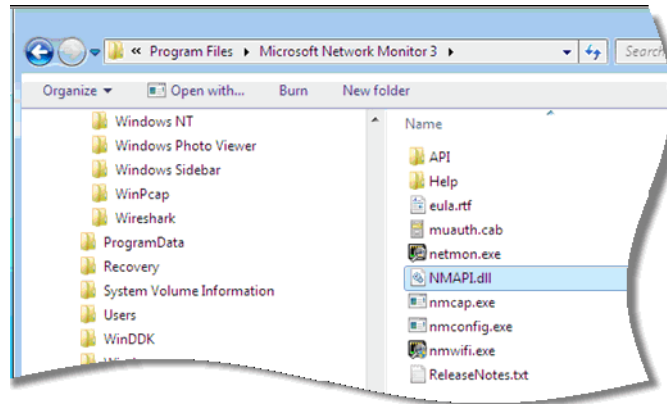 « Program Files ▸ Microsoft Network Monitor 3 ▸
Search
Organize ▾ Open with... Burn New folder
Windows NT
Windows Photo Viewer
Windows Sidebar
WinPcap
Wireshark
ProgramData
Recovery
System Volume Information
Users
WinDDK
Name
API
Help
eula.rtf
muauth.cab
netmon.exe
NMAPI.dll
nmcap.exe
nmconfig.exe
nmwifi.exe
ReleaseNotes.txt